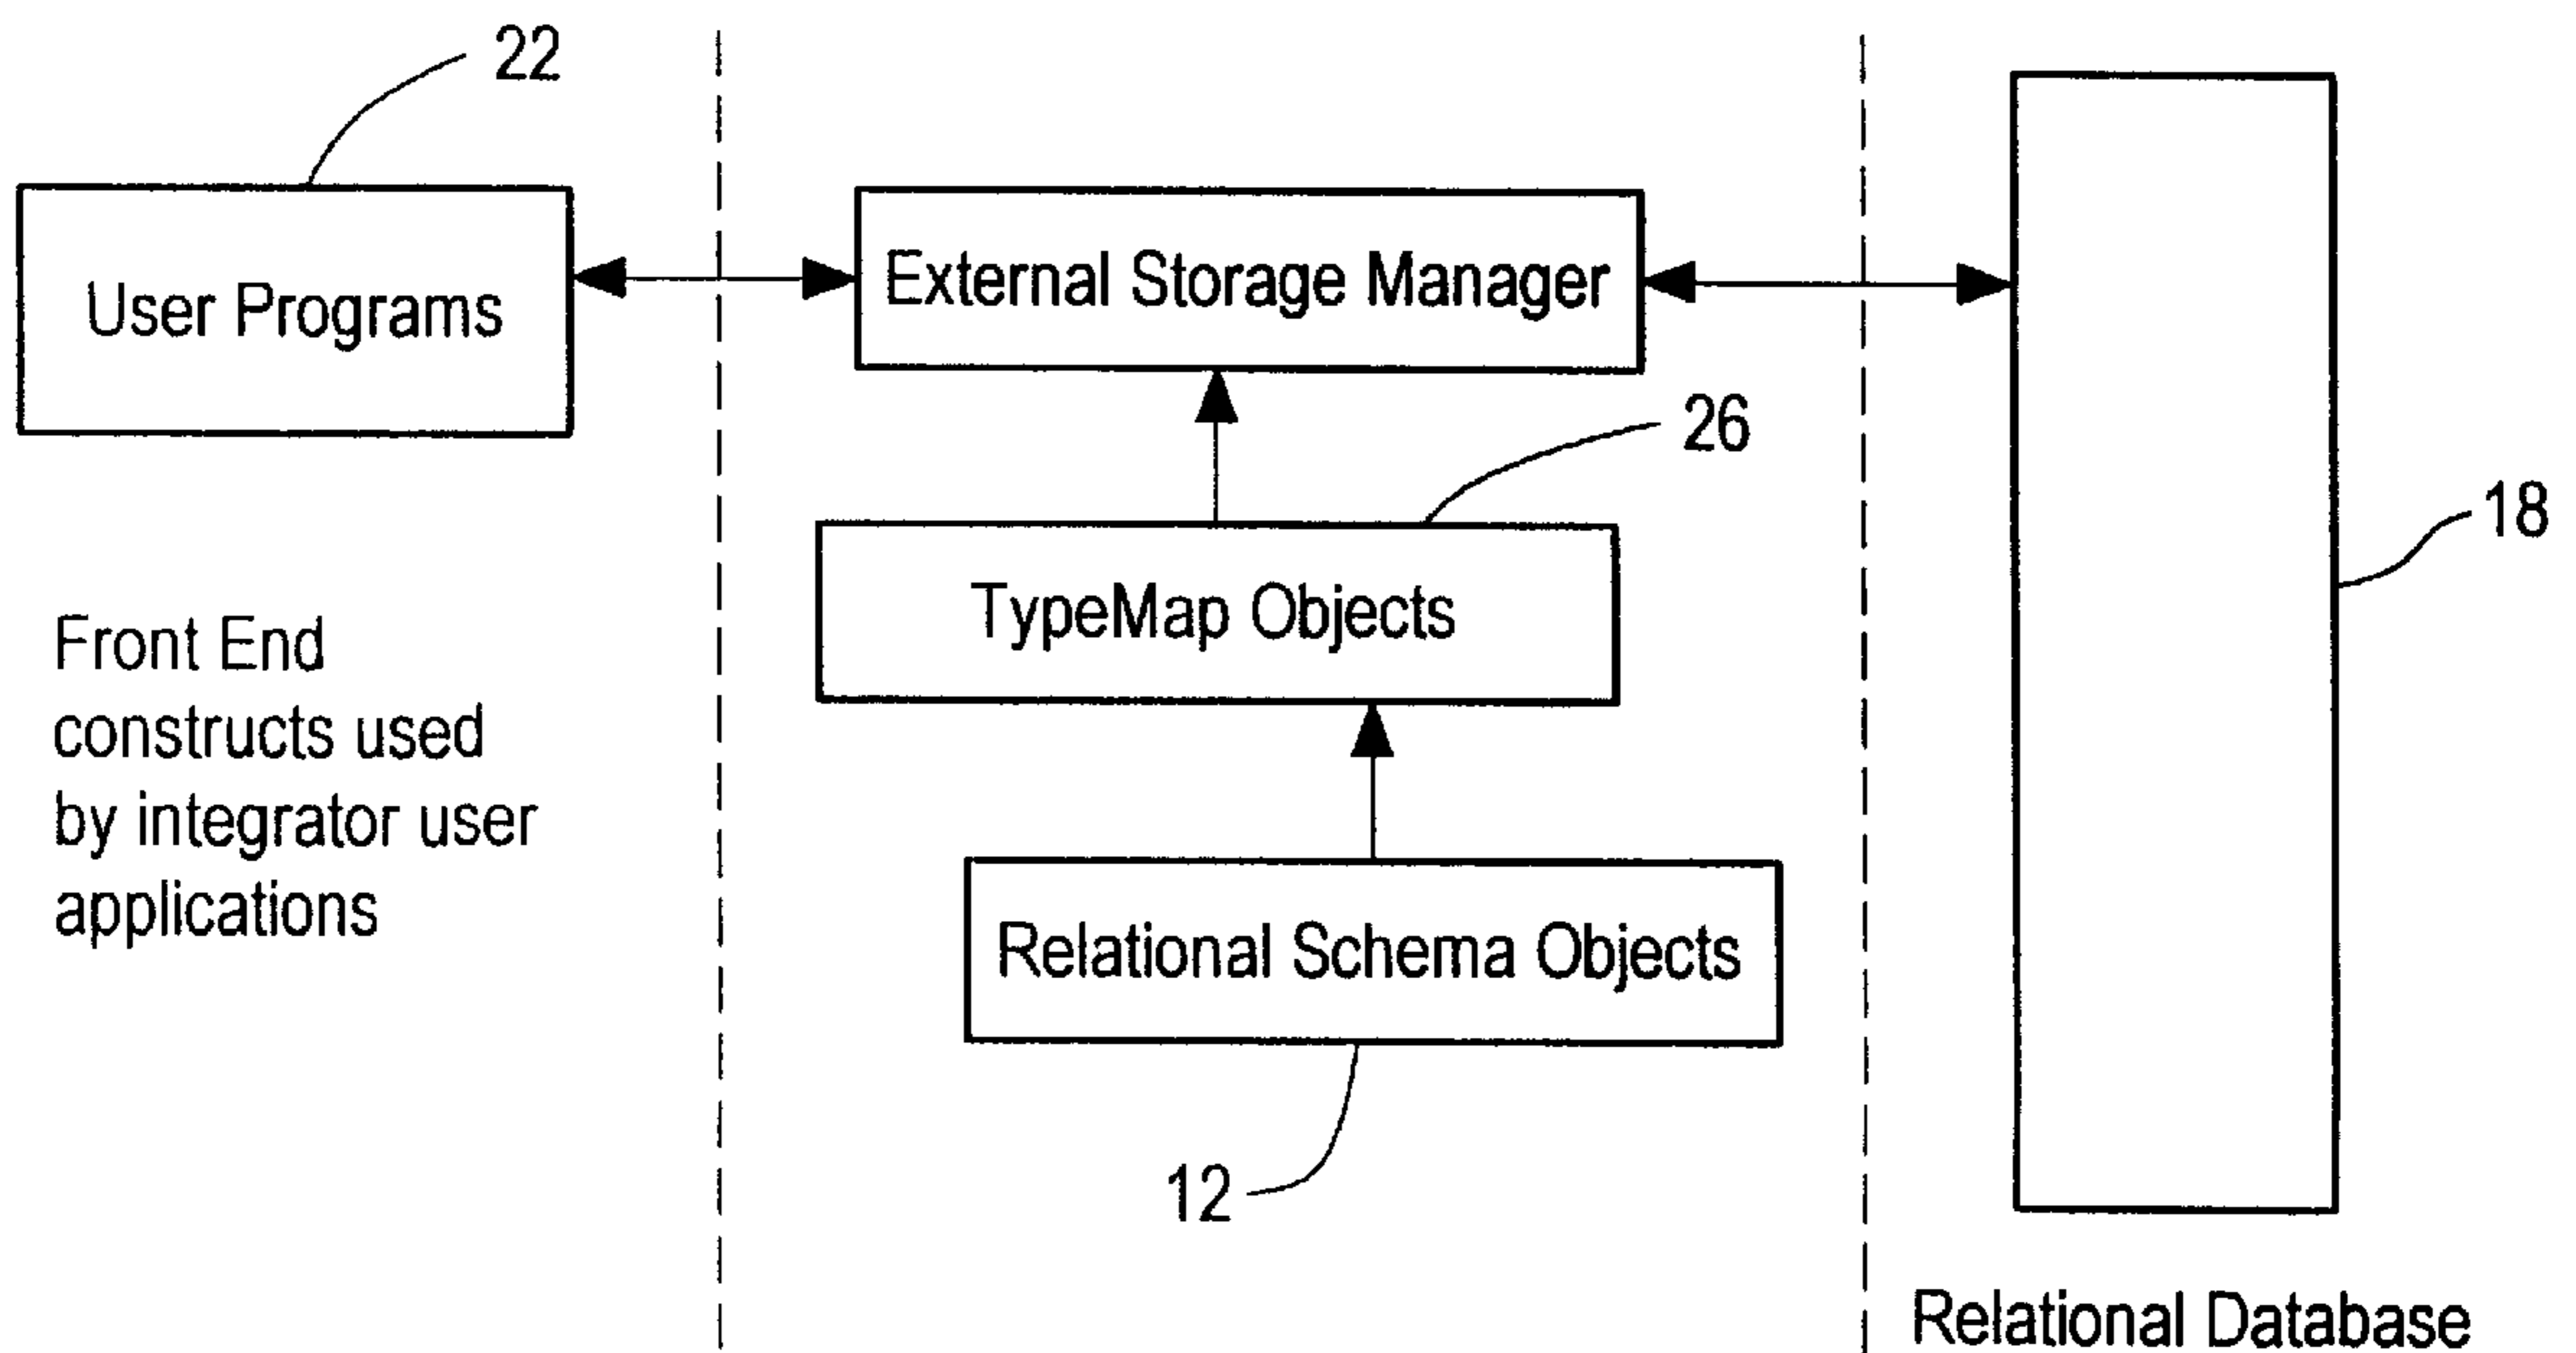 22
User Programs
External Storage Manager
26
18
TypeMap Objects
Front End
constructs used
by integrator user
applications
Relational Schema Objects
12
Relational Database